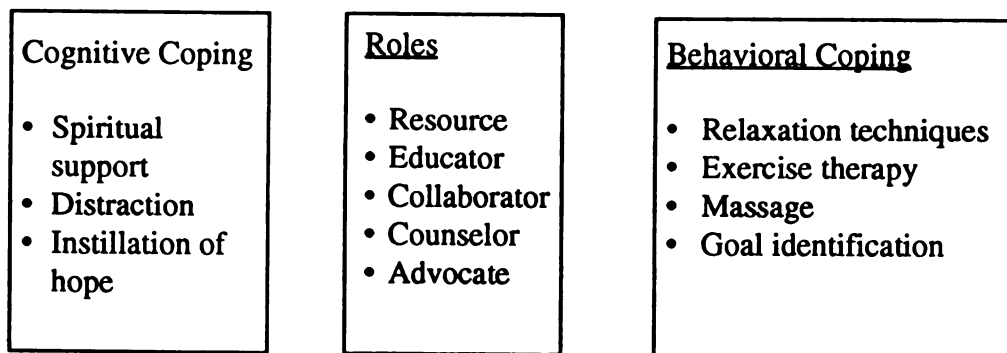 Cognitive Coping
• Spiritual
support
• Distraction
• Instillation of
hope
Roles
• Resource
• Educator
• Collaborator
• Counselor
• Advocate
Behavioral Coping
• Relaxation techniques
• Exercise therapy
• Massage
• Goal identification